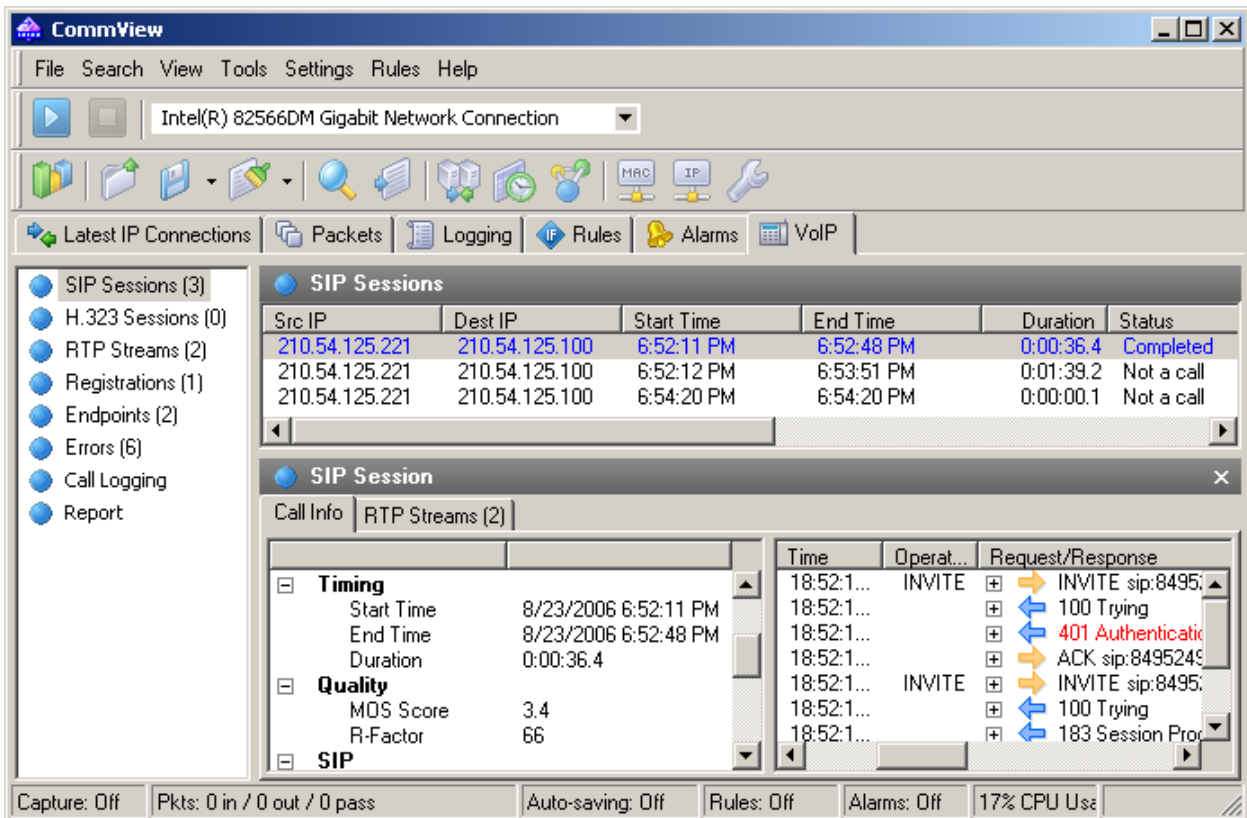 CommView
File Search View Tools Settings Rules Help
Intel(R) 82566DM Gigabit Network Connection
MAC IP
Latest IP Connections Packets Logging IF Rules Alarms VoIP
SIP Sessions (3)
H.323 Sessions (0)
RTP Streams (2)
Registrations (1)
Endpoints (2)
Errors (6)
Call Logging
Report
SIP Sessions
Src IP Dest IP Start Time End Time Duration Status
210.54.125.221 210.54.125.100 6:52:11 PM 6:52:48 PM 0:00:36.4 Completed
210.54.125.221 210.54.125.100 6:52:12 PM 6:53:51 PM 0:01:39.2 Not a call
210.54.125.221 210.54.125.100 6:54:20 PM 6:54:20 PM 0:00:00.1 Not a call
SIP Session
Call Info RTP Streams (2)
Timing
Start Time 8/23/2006 6:52:11 PM
End Time 8/23/2006 6:52:48 PM
Duration 0:00:36.4
Quality
MOS Score 3.4
R-Factor 66
SIP
Time Operat... Request/Response
18:52:1... INVITE INVITE sip:8495
18:52:1... 100 Trying
18:52:1... 401 Authenticatic
18:52:1... ACK sip:8495249
18:52:1... INVITE INVITE sip:8495
18:52:1... 100 Trying
18:52:1... 183 Session Proc
Capture: Off Pkts: 0 in / 0 out / 0 pass Auto-saving: Off Rules: Off Alarms: Off 17% CPU Usa